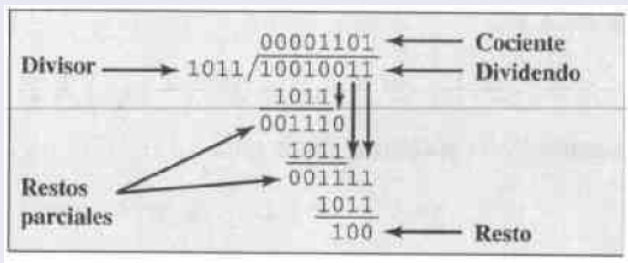 00001101 Cociente
Divisor 1011 10010011 Dividendo
1011
001110
1011
001111
Restos
parciales
1011
100 Resto